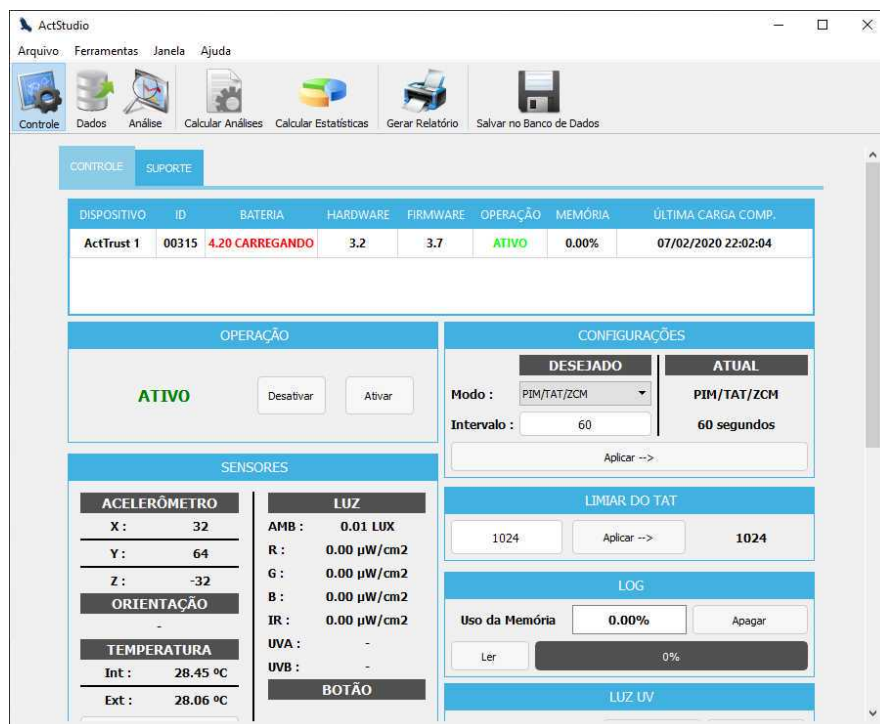 ActStudio
Arquivo Ferramentas Janela Ajuda
Controle Dados Análise Calcular Análises Calcular Estatísticas Gerar Relatório Salvar no Banco de Dados
CONTROLE SUPORTE
DISPOSITIVO ID BATERIA HARDWARE FIRMWARE OPERAÇÃO MEMÓRIA ÚLTIMA CARGA COMP.
ActTrust 1 00315 4.20 CARREGANDO 3.2 3.7 ATIVO 0.00% 07/02/2020 22:02:04
OPERAÇÃO
ATIVO Desativar Ativar
CONFIGURAÇÕES
DESEJADO ATUAL
Modo : PIM/TAT/ZCM PIM/TAT/ZCM
Intervalo : 60 60 segundos
Aplicar -->
SENSORES
ACELERÔMETRO
X : 32
Y : 64
Z : -32
ORIENTAÇÃO
-
TEMPERATURA
Int : 28.45 ºC
Ext : 28.06 ºC
LUZ
AMB : 0.01 LUX
R : 0.00 µW/cm2
G : 0.00 µW/cm2
B : 0.00 µW/cm2
IR : 0.00 µW/cm2
UVA : -
UVB : -
BOTÃO
LIMIAR DO TAT
1024 Aplicar --> 1024
LOG
Uso da Memória 0.00% Apagar
Ler 0%
LUZ UV